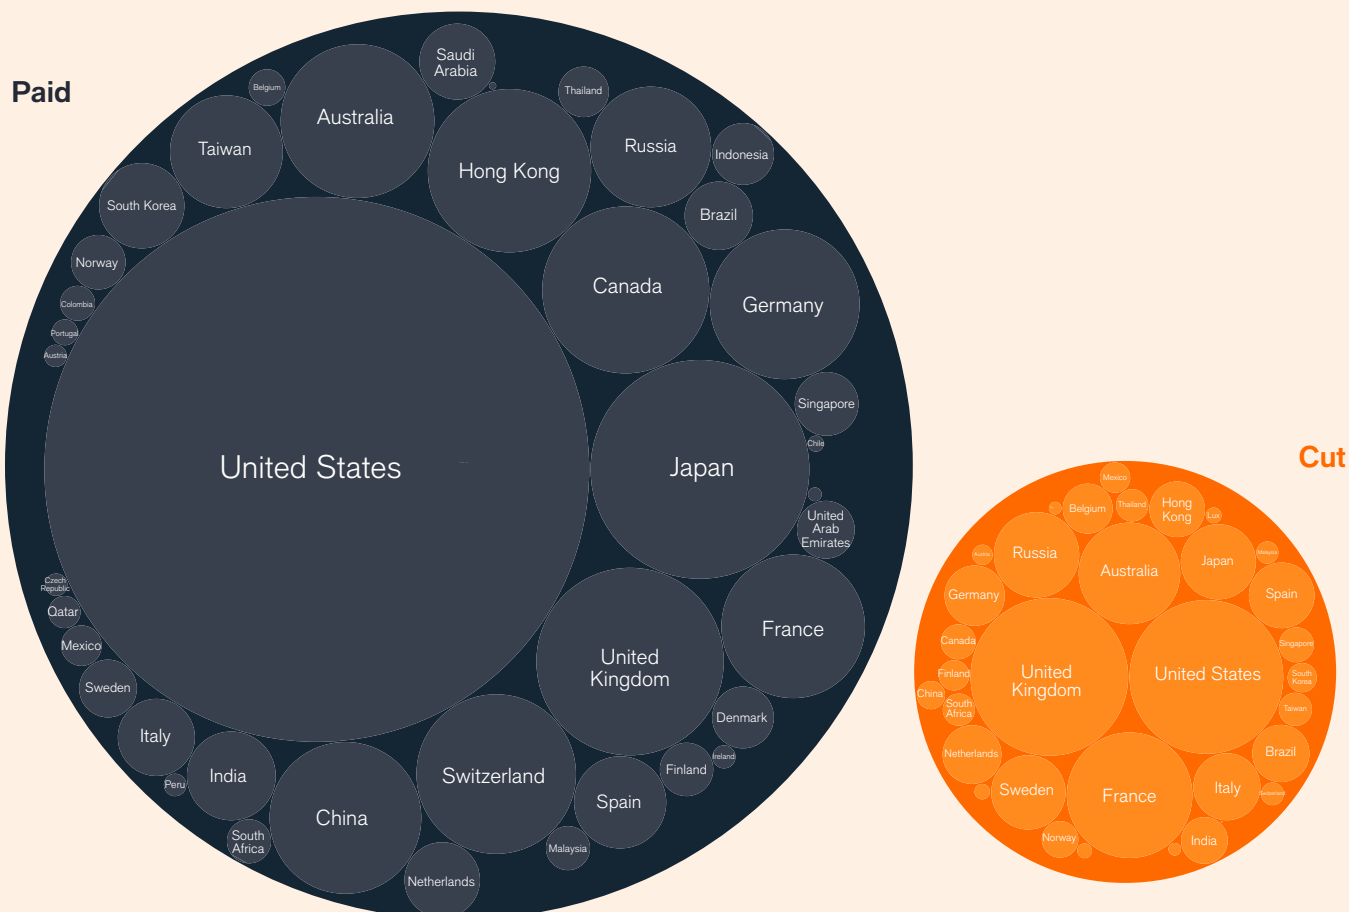 Paid
Saudi
Arabia
Belgium
Thailand
Australia
Taiwan
Russia
Indonesia
Hong Kong
South Korea
Brazil
Norway
Canada
Colombia
Germany
Portugal
Austria
Singapore
Chile
United States
Japan
United
Arab
Emirates
Czech
Republic
Qatar
France
Mexico
United
Kingdom
Sweden
Denmark
Italy
Ireland
Finland
India
Switzerland
Peru
Spain
China
South
Africa
Malaysia
Netherlands
Cut
Mexico
Hong
Kong
Thailand
Belgium
Lux
Russia
Malaysia
Austria
Japan
Australia
Spain
Germany
Canada
Singapore
Finland
United
Kingdom
United States
South
Korea
China
South
Africa
Taiwan
Netherlands
Brazil
Sweden
France
Italy
Switzerland
Norway
India